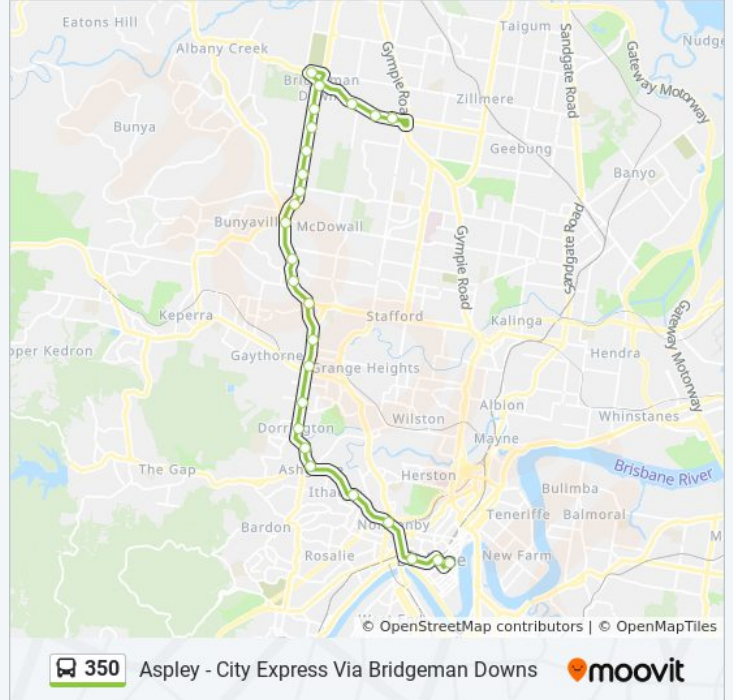 Eatons Hill
Taigum
Albany Creek
Nudge
Gympie Road
Sandgate Road
Gateway Motorway
Zillmere
Bunya
Geebung
Banyo
Bunyavill
McDowall
Gympie Road
Sandgate Road
Keperra
Stafford
Kalinga
Gateway Motorway
pper Kedron
Gaythorne
Grange Heights
Hendra
Albion
Wilston
Whinstanes
Mayne
The Gap
Herston
Brisbane River
Bulimba
Teneriffe
Balmoral
Bardon
Rosalie
New Farm
© OpenStreetMap contributors | © OpenMapTiles
350 Aspley - City Express Via Bridgeman Downs
moovit